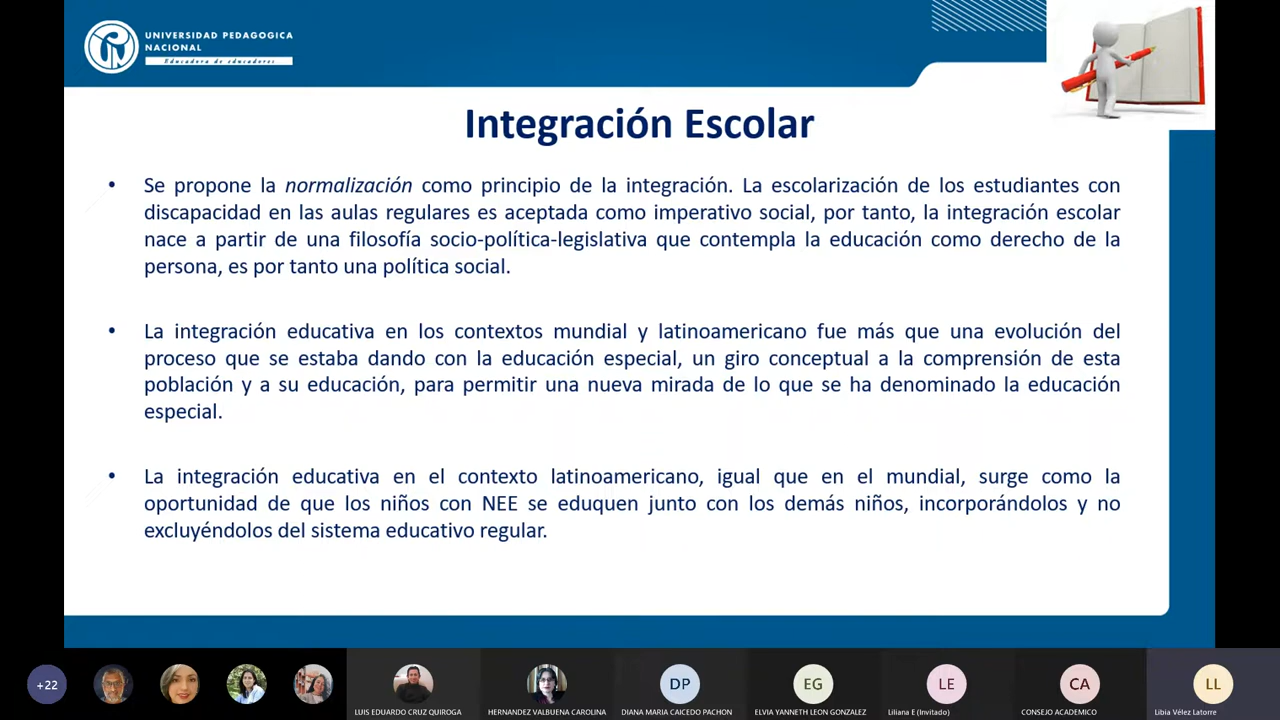 UNIVERSIDAD PEDAGOGICA
NACIONAL
Educadora de educadores
Integración Escolar
• Se propone la normalización como principio de la integración. La escolarización de los estudiantes con
discapacidad en las aulas regulares es aceptada como imperativo social, por tanto, la integración escolar
nace a partir de una filosofía socio-política-legislativa que contempla la educación como derecho de la
persona, es por tanto una política social.
• La integración educativa en los contextos mundial y latinoamericano fue más que una evolución del
proceso que se estaba dando con la educación especial, un giro conceptual a la comprensión de esta
población y a su educación, para permitir una nueva mirada de lo que se ha denominado la educación
especial.
• La integración educativa en el contexto latinoamericano, igual que en el mundial, surge como la
oportunidad de que los niños con NEE se eduquen junto con los demás niños, incorporándolos y no
excluyéndolos del sistema educativo regular.
+22
DP
EG
LE
CA
LL
LUIS EDUARDO CRUZ QUIROGA
HERNANDEZ VALBUENA CAROLINA
DIANA MARIA CAICEDO PACHON
ELVIA YANNETH LEON GONZALEZ
Liliana E (Invitado)
CONSEJO ACADEMICO
Libia Vélez Latorre